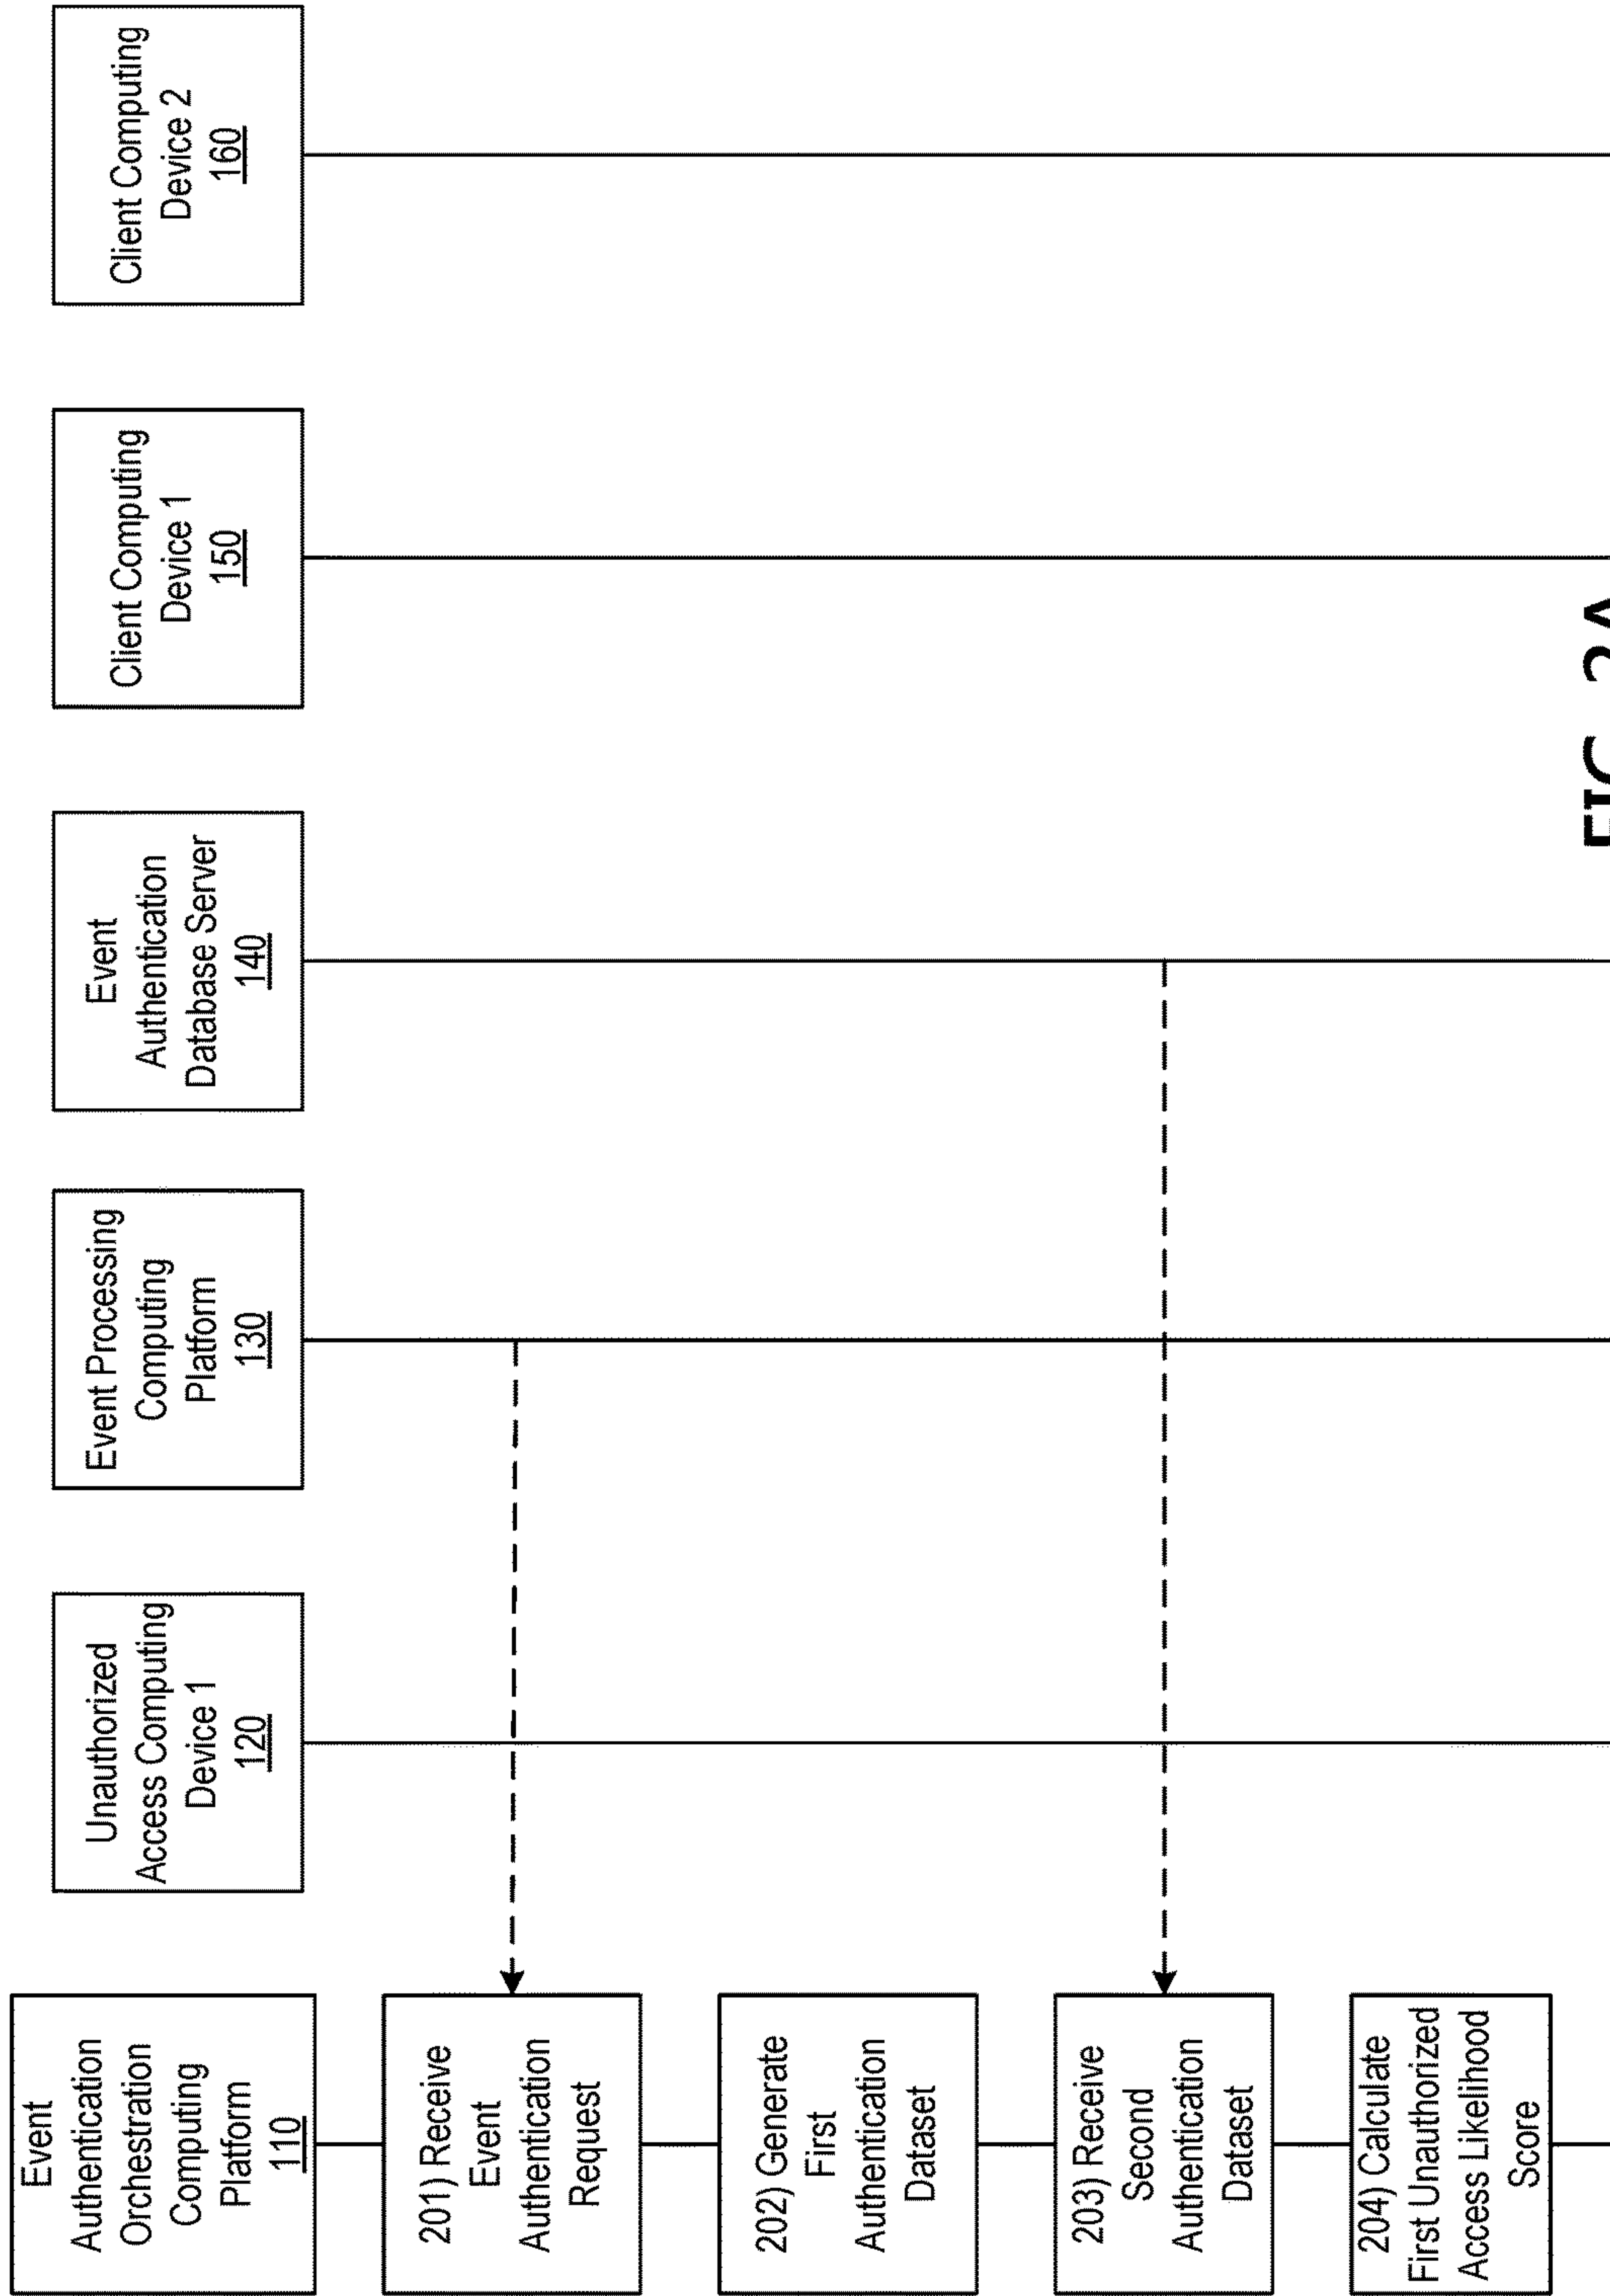 Event
Authentication
Orchestration
Computing
Platform
110
Unauthorized
Access Computing
Device 1
120
Event Processing
Computing
Platform
130
Event
Authentication
Database Server
140
Client Computing
Device 1
150
Client Computing
Device 2
160
201) Receive
Event
Authentication
Request
202) Generate
First
Authentication
Dataset
203) Receive
Second
Authentication
Dataset
204) Calculate
First Unauthorized
Access Likelihood
Score